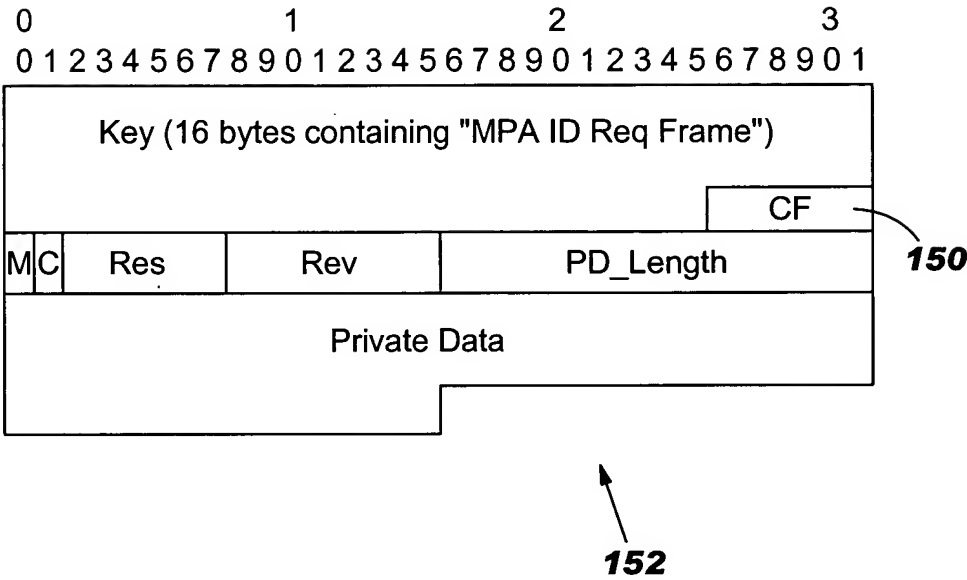 0 1 2 3
0 1 2 3 4 5 6 7 8 9 0 1 2 3 4 5 6 7 8 9 0 1 2 3 4 5 6 7 8 9 0 1
Key (16 bytes containing "MPA ID Req Frame")
CF
150
M C Res Rev PD_Length
Private Data
152